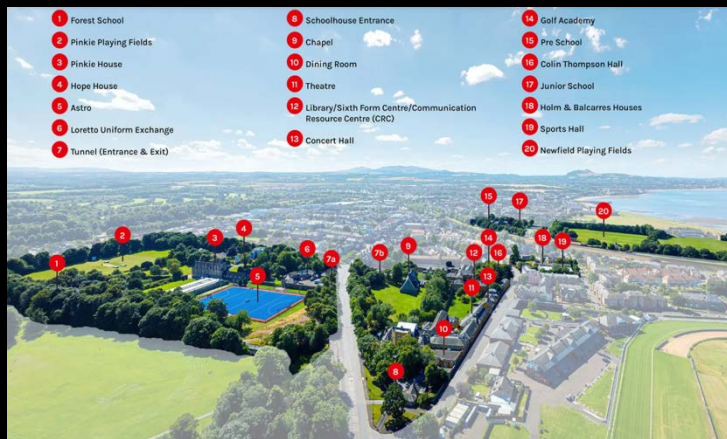 1 Forest School
2 Pinkie Playing Fields
3 Pinkie House
4 Hope House
5 Astro
6 Loretto Uniform Exchange
7 Tunnel (Entrance & Exit)
8 Schoolhouse Entrance
9 Chapel
10 Dining Room
11 Theatre
12 Library/Sixth Form Centre/Communication
Resource Centre (CRC)
13 Concert Hall
14 Golf Academy
15 Pre School
16 Colin Thompson Hall
17 Junior School
18 Holm & Balcarres Houses
19 Sports Hall
20 Newfield Playing Fields
15
17
20
2
3
4
14
18
19
1
5
6
7a
7b
9
12
16
13
11
10
8